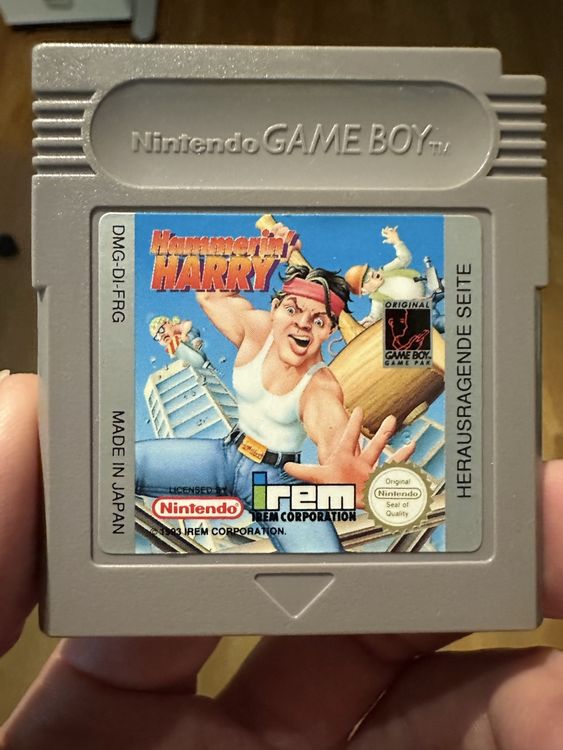 Nintendo GAME BOY TM
DMG-DI-FRG
MADE IN JAPAN
Hammerin'
HARRY
ORIGINAL
GAME BOY
GAME PAK
HERAUSRAGENDE SEITE
LICENSED BY
Nintendo
irem
IREM CORPORATION
© 1993 IREM CORPORATION.
Original
Nintendo
Seal of
Quality